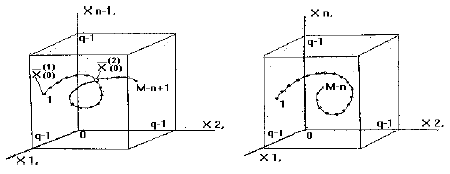 X n-1,
q-1
X̄(0)(1)
X̄(0)(2)
1
M-n+1
q-1
0
q-1
X 2,
X 1,
X n,
q-1
1
M-n
q-1
0
q-1
X 2,
X 1,